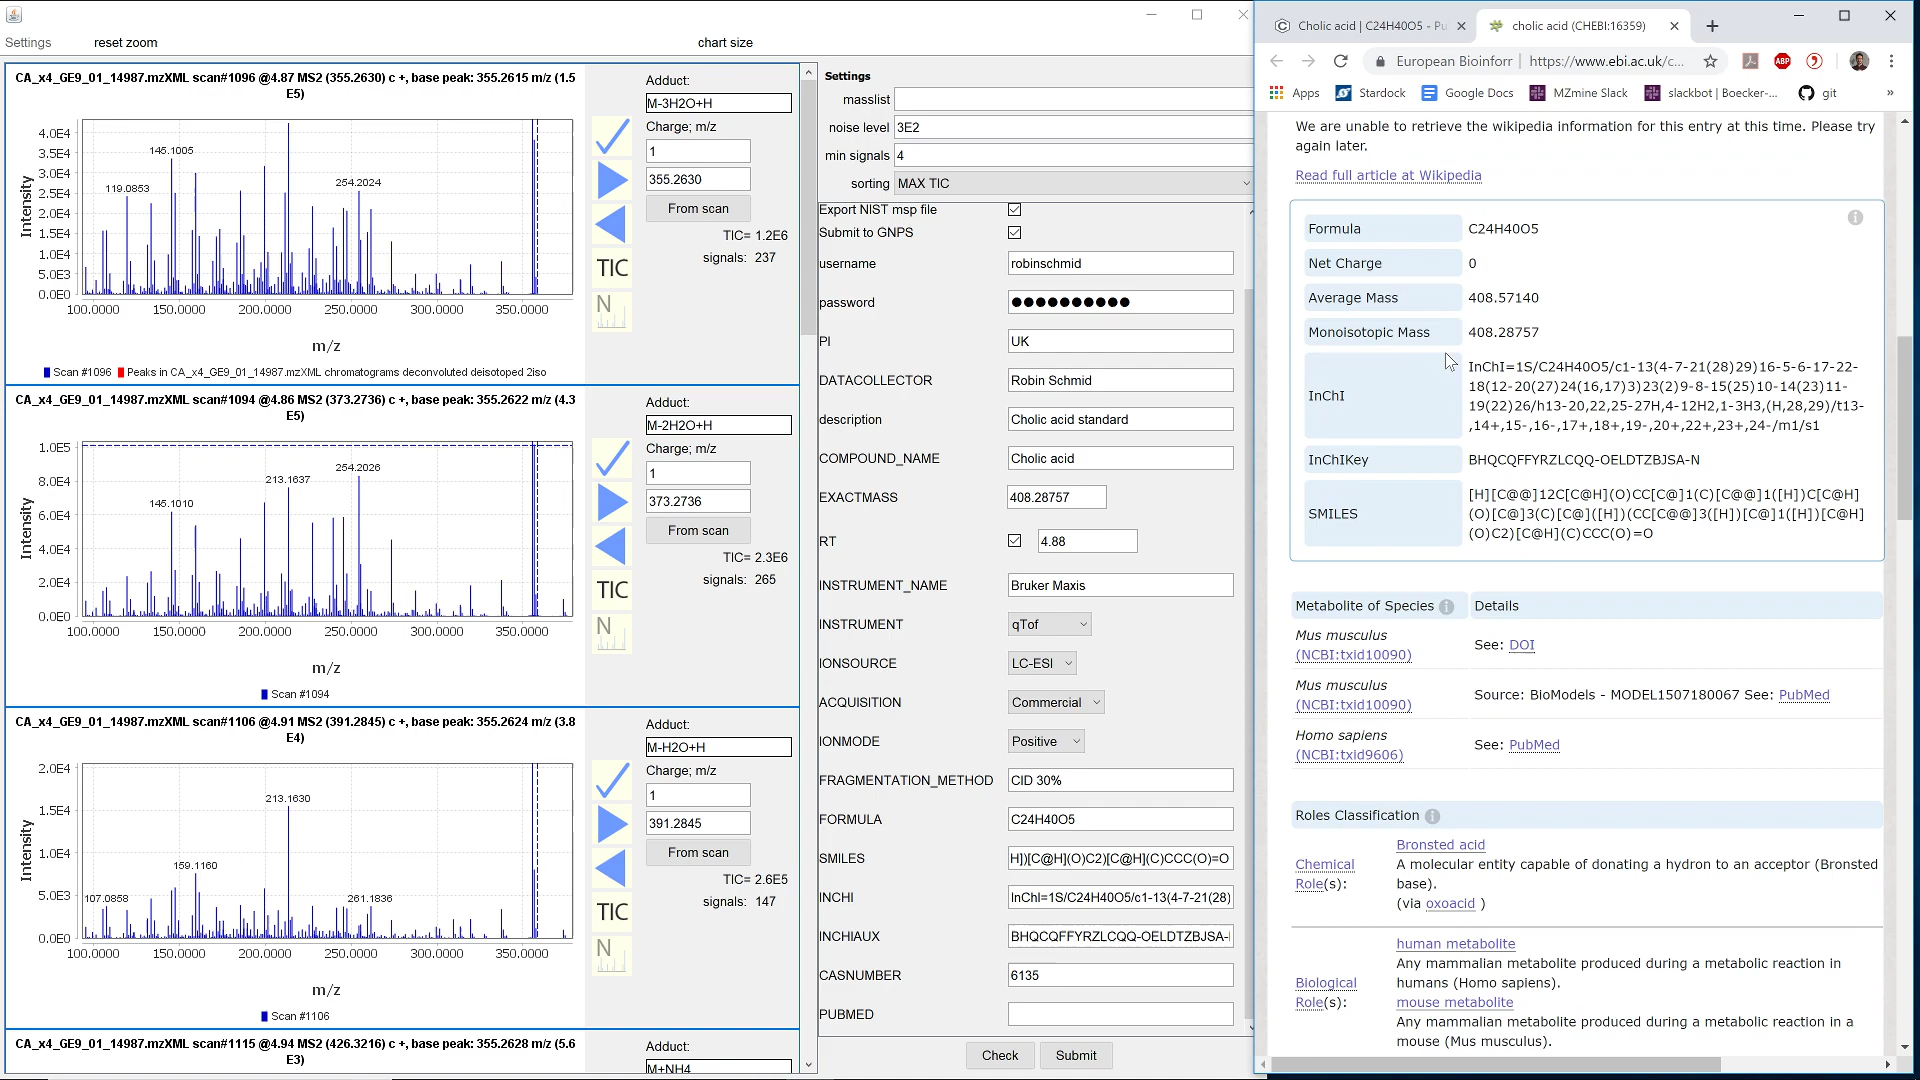 Settings
reset zoom
chart size
CA_x4_GE9_01_14987.mzXML scan#1096 @4.87 MS2 (355.2630) c +, base peak: 355.2615 m/z (1.5
E5)
Intensity
4.0E4
3.5E4
3.0E4
2.5E4
2.0E4
1.5E4
1.0E4
5.0E3
0.0E0
145.1005
119.0853
254.2024
100.0000 150.0000 200.0000 250.0000 300.0000 350.0000
m/z
Scan #1096 Peaks in CA_x4_GE9_01_14987.mzXML chromatograms deconvoluted deisotoped 2iso
Adduct:
M-3H2O+H
Charge; m/z
1
355.2630
From scan
TIC= 1.2E6
signals: 237
TIC
N
CA_x4_GE9_01_14987.mzXML scan#1094 @4.86 MS2 (373.2736) c +, base peak: 355.2622 m/z (4.3
E5)
Intensity
1.0E5
8.0E4
6.0E4
4.0E4
2.0E4
0.0E0
254.2026
213.1637
145.1010
100.0000 150.0000 200.0000 250.0000 300.0000 350.0000
m/z
Scan #1094
Adduct:
M-2H2O+H
Charge; m/z
1
373.2736
From scan
TIC= 2.3E6
signals: 265
TIC
N
CA_x4_GE9_01_14987.mzXML scan#1106 @4.91 MS2 (391.2845) c +, base peak: 355.2624 m/z (3.8
E4)
Intensity
2.0E4
1.5E4
1.0E4
5.0E3
0.0E0
213.1630
159.1160
107.0858
261.1836
100.0000 150.0000 200.0000 250.0000 300.0000 350.0000
m/z
Scan #1106
Adduct:
M-H2O+H
Charge; m/z
1
391.2845
From scan
TIC= 2.6E5
signals: 147
TIC
N
CA_x4_GE9_01_14987.mzXML scan#1115 @4.94 MS2 (426.3216) c +, base peak: 355.2628 m/z (5.6
E3)
Adduct:
M+NH4
Settings
masslist
noise level 3E2
min signals 4
sorting MAX TIC
Export NIST msp file
Submit to GNPS
username robinschmid
password ●●●●●●●●●●
PI UK
DATACOLLECTOR Robin Schmid
description Cholic acid standard
COMPOUND_NAME Cholic acid
EXACTMASS 408.28757
RT 4.88
INSTRUMENT_NAME Bruker Maxis
INSTRUMENT qTof
IONSOURCE LC-ESI
ACQUISITION Commercial
IONMODE Positive
FRAGMENTATION_METHOD CID 30%
FORMULA C24H40O5
SMILES H])[C@H](O)C2)[C@H](C)CCC(O)=O
INCHI InChI=1S/C24H40O5/c1-13(4-7-21(28)
INCHIAUX BHQCQFFYRZLCQQ-OELDTZBJSA-
CASNUMBER 6135
PUBMED
Check Submit
Cholic acid | C24H40O5 - Pu
cholic acid (CHEBI:16359)
European Bioinforr https://www.ebi.ac.uk/c...
ABP
Apps Stardock Google Docs MZmine Slack slackbot | Boecker-... git »
We are unable to retrieve the wikipedia information for this entry at this time. Please try
again later.
Read full article at Wikipedia
Formula C24H40O5
Net Charge 0
Average Mass 408.57140
Monoisotopic Mass 408.28757
InChI
InChI=1S/C24H40O5/c1-13(4-7-21(28)29)16-5-6-17-22-
18(12-20(27)24(16,17)3)23(2)9-8-15(25)10-14(23)11-
19(22)26/h13-20,22,25-27H,4-12H2,1-3H3,(H,28,29)/t13-
,14+,15-,16-,17+,18+,19-,20+,22+,23+,24-/m1/s1
InChIKey BHQCQFFYRZLCQQ-OELDTZBJSA-N
SMILES
[H][C@@]12C[C@H](O)CC[C@]1(C)[C@@]1([H])C[C@H]
(O)[C@]3(C)[C@]([H])(CC[C@@]3([H])[C@]1([H])[C@H]
(O)C2)[C@H](C)CCC(O)=O
Metabolite of Species Details
Mus musculus
(NCBI:txid10090)
See: DOI
Mus musculus
(NCBI:txid10090)
Source: BioModels - MODEL1507180067 See: PubMed
Homo sapiens
(NCBI:txid9606)
See: PubMed
Roles Classification
Chemical
Role(s):
Bronsted acid
A molecular entity capable of donating a hydron to an acceptor (Bronsted
base).
(via oxoacid )
Biological
Role(s):
human metabolite
Any mammalian metabolite produced during a metabolic reaction in
humans (Homo sapiens).
mouse metabolite
Any mammalian metabolite produced during a metabolic reaction in a
mouse (Mus musculus).